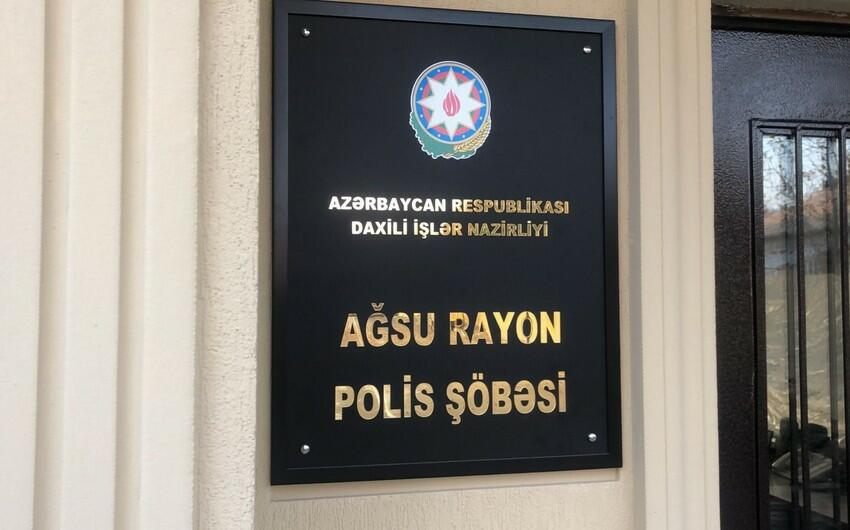 AZƏRBAYCAN RESPUBLİKASI
DAXİLİ İŞLƏR NAZİRLİYİ
AĞSU RAYON
POLİS ŞÖBƏSİ